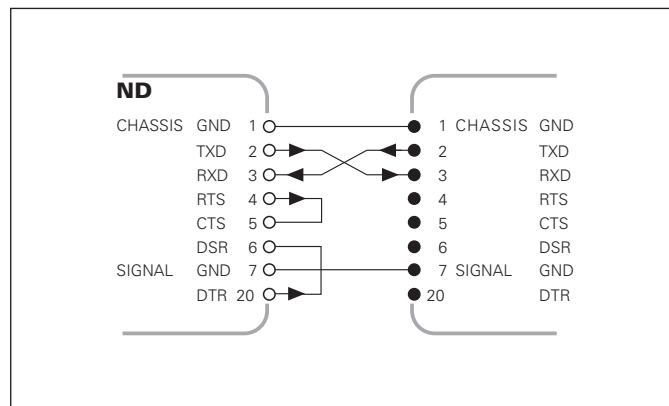 ND
CHASSIS GND 1 1 CHASSIS GND
TXD 2 2 TXD
RXD 3 3 RXD
RTS 4 4 RTS
CTS 5 5 CTS
DSR 6 6 DSR
SIGNAL GND 7 7 SIGNAL GND
DTR 20 20 DTR